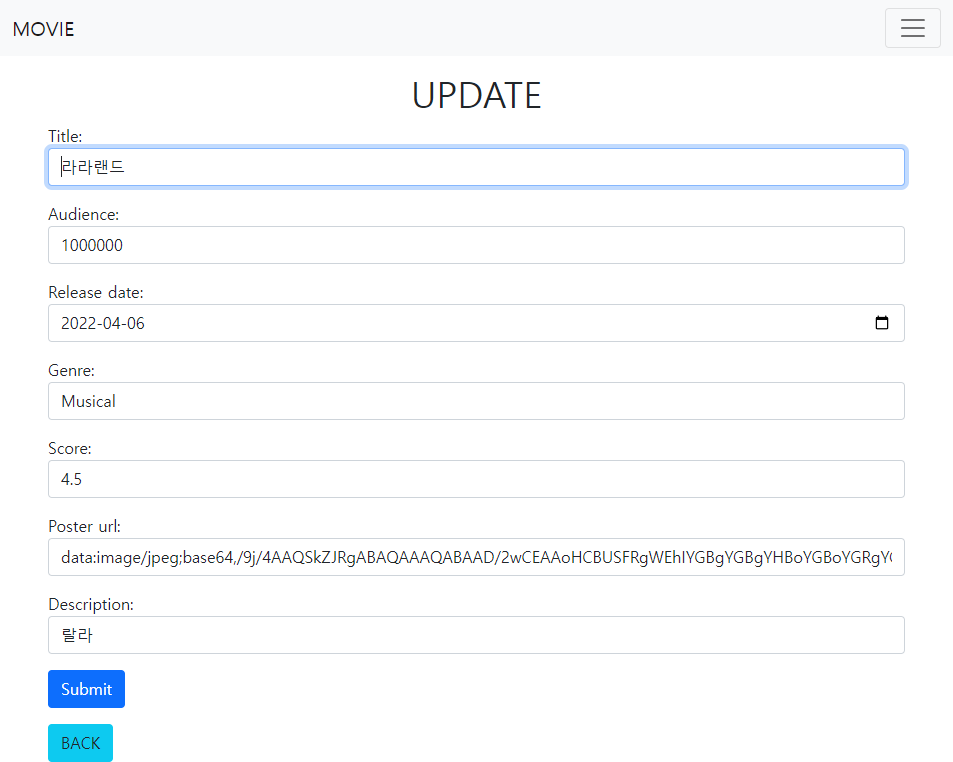 MOVIE
UPDATE
Title:
라라랜드
Audience:
1000000
Release date:
2022-04-06
Genre:
Musical
Score:
4.5
Poster url:
data:image/jpeg;base64,/9j/4AAQSkZJRgABAQAAAQABAAD/2wCEAAoHCBUSFRgWEhIYGBgYGBgYHBoYGBoYGRgY
Description:
랄라
Submit
BACK